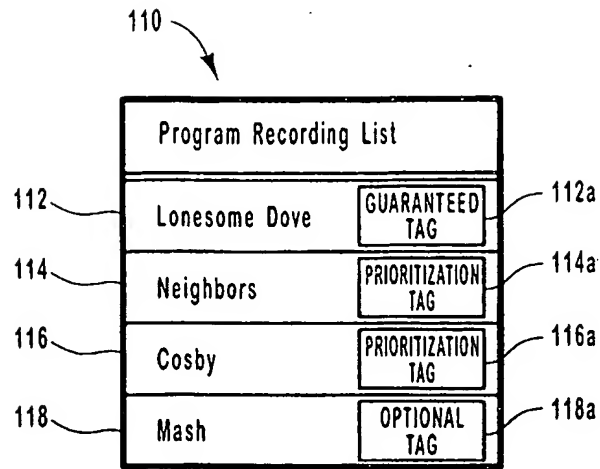 110
Program Recording List
112
Lonesome Dove
GUARANTEED
TAG
112a
114
Neighbors
PRIORITIZATION
TAG
114a
116
Cosby
PRIORITIZATION
TAG
116a
118
Mash
OPTIONAL
TAG
118a